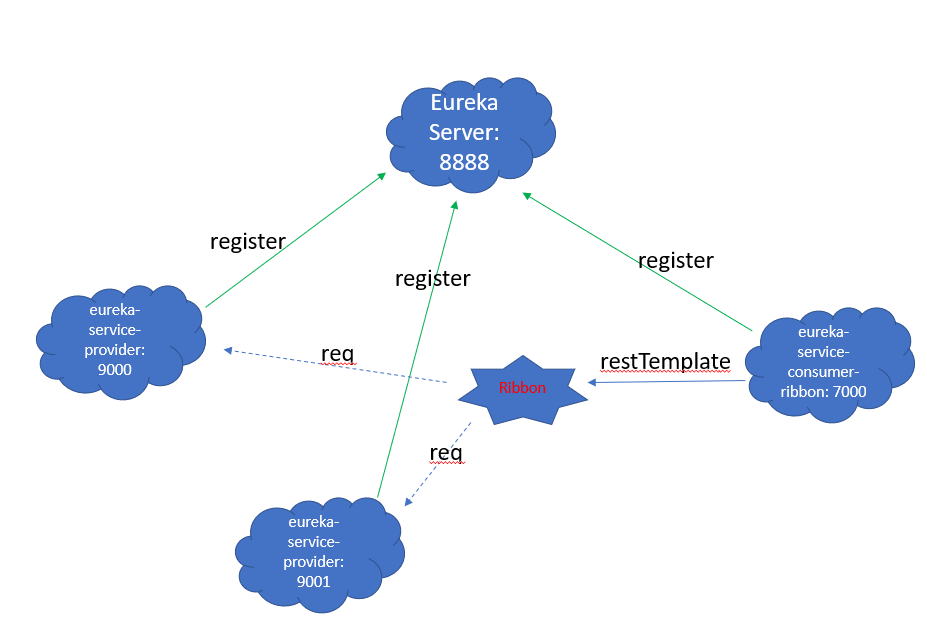 Eureka
Server:
8888
register
register
register
eureka-
service-
provider:
9000
req
Ribbon
restTemplate
eureka-
service-
consumer-
ribbon: 7000
req
eureka-
service-
provider:
9001